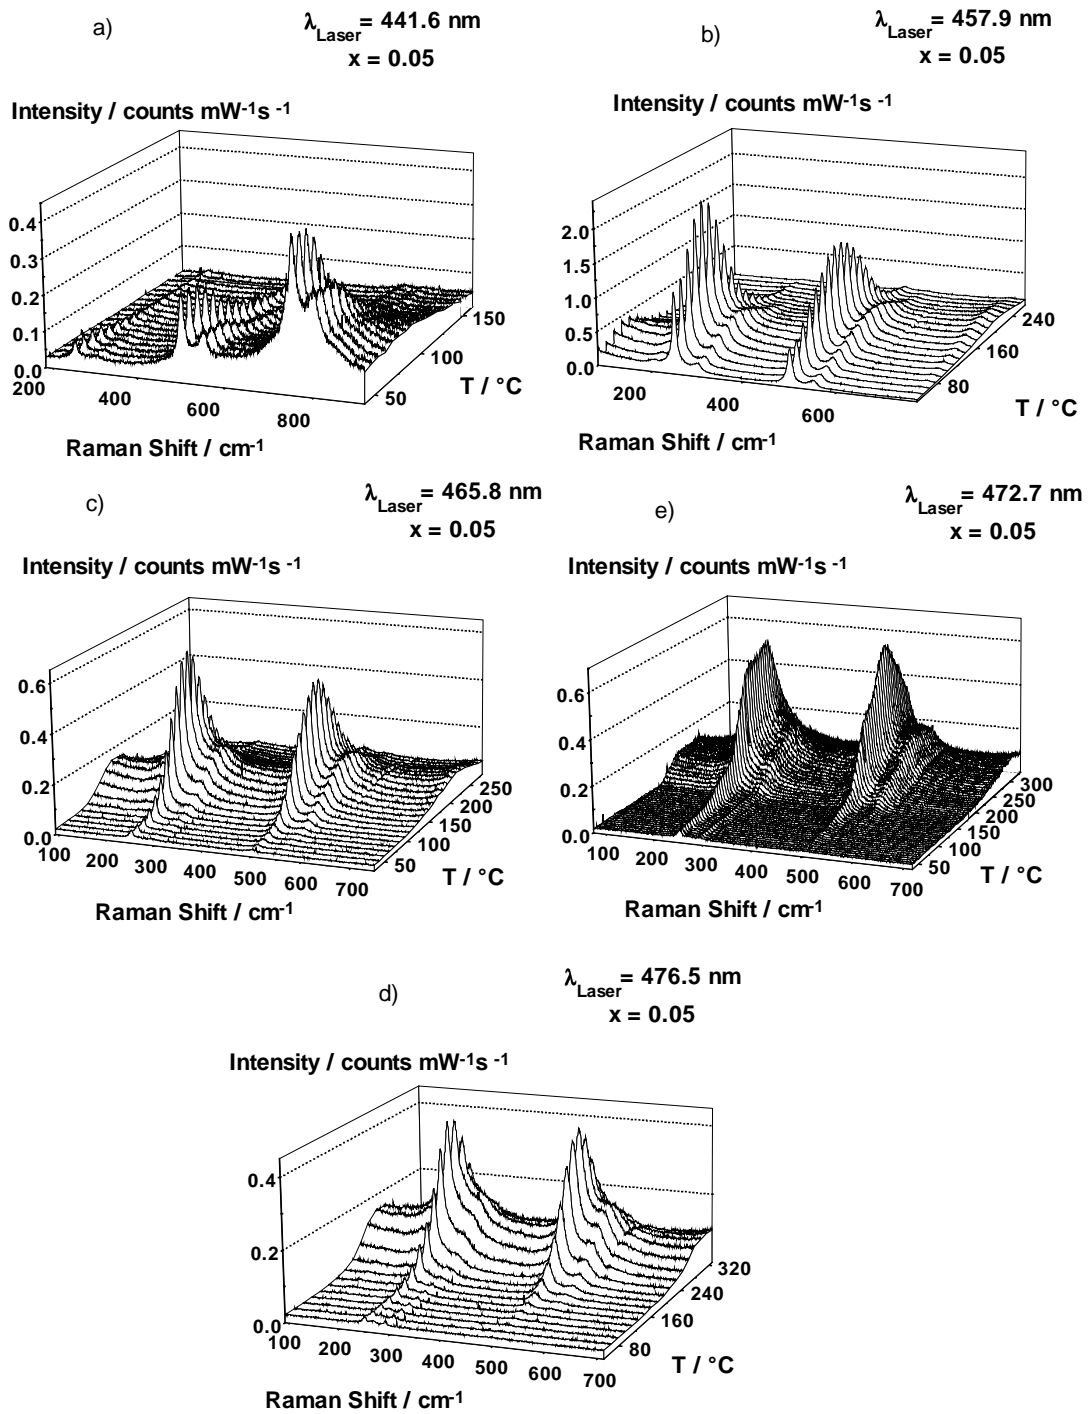 a)
λLaser= 441.6 nm
x = 0.05
Intensity / counts mW-1s -1
0.4
0.3
0.2
0.1
0.0
200
400
600
800
50
100
150
T / °C
Raman Shift / cm-1
b)
λLaser= 457.9 nm
x = 0.05
Intensity / counts mW-1s -1
2.0
1.5
1.0
0.5
0.0
200
400
600
80
160
240
T / °C
Raman Shift / cm-1
c)
λLaser= 465.8 nm
x = 0.05
Intensity / counts mW-1s -1
0.6
0.4
0.2
0.0
100
200
300
400
500
600
700
50
100
150
200
250
T / °C
Raman Shift / cm-1
e)
λLaser= 472.7 nm
x = 0.05
Intensity / counts mW-1s -1
0.6
0.4
0.2
0.0
100
200
300
400
500
600
700
50
100
150
200
250
300
T / °C
Raman Shift / cm-1
d)
λLaser= 476.5 nm
x = 0.05
Intensity / counts mW-1s -1
0.4
0.2
0.0
100
200
300
400
500
600
700
80
160
240
320
T / °C
Raman Shift / cm-1